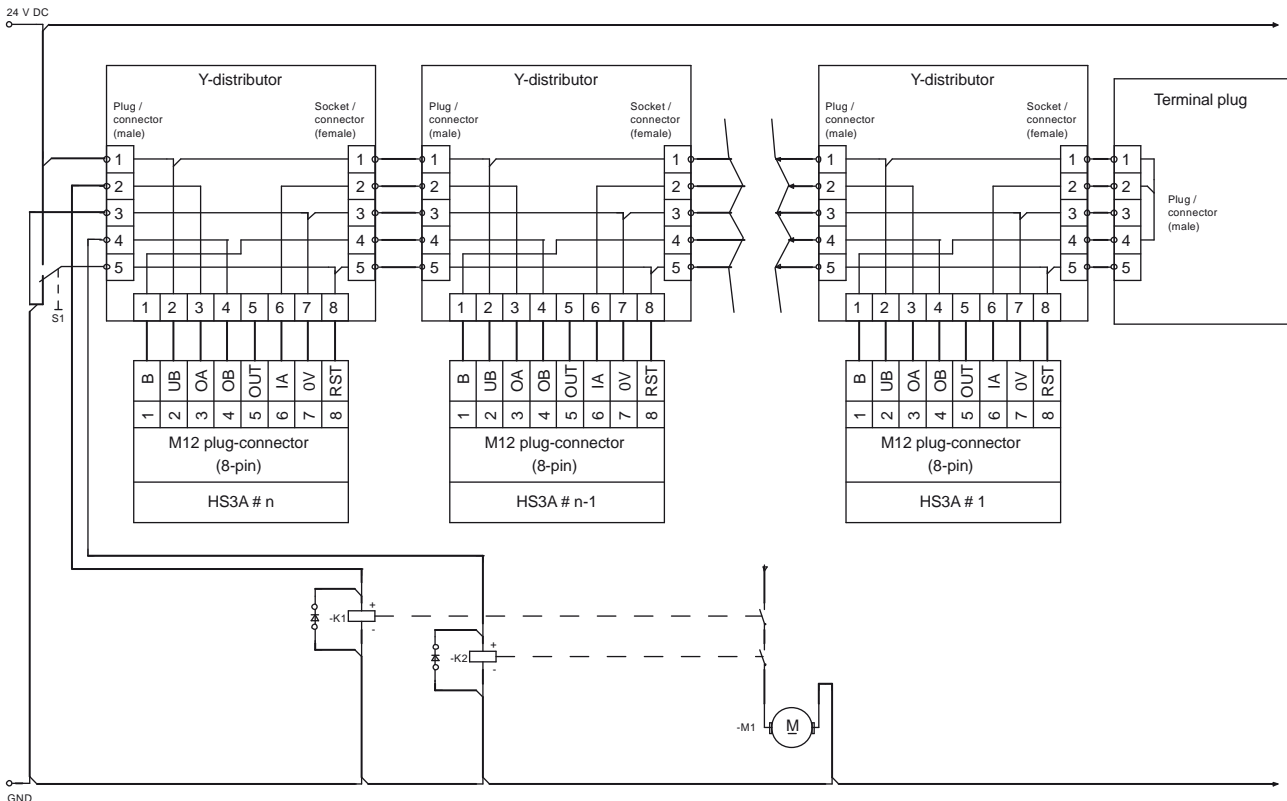 24 V DC
Y-distributor
Y-distributor
Y-distributor
Terminal plug
Plug /
connector
(male)
Socket /
connector
(female)
Plug /
connector
(male)
Socket /
connector
(female)
Plug /
connector
(male)
Socket /
connector
(female)
1 1 1 1 1 1 1
2 2 2 2 2 2 2
3 3 3 3 3 3 3
4 4 4 4 4 4 4
5 5 5 5 5 5 5
Plug /
connector
(male)
S1
1 2 3 4 5 6 7 8
1 2 3 4 5 6 7 8
1 2 3 4 5 6 7 8
B UB OA OB OUT IA 0V RST
1 2 3 4 5 6 7 8
M12 plug-connector
(8-pin)
HS3A # n
B UB OA OB OUT IA 0V RST
1 2 3 4 5 6 7 8
M12 plug-connector
(8-pin)
HS3A # n-1
B UB OA OB OUT IA 0V RST
1 2 3 4 5 6 7 8
M12 plug-connector
(8-pin)
HS3A # 1
+
-K1
-
+
-K2
-
-M1
M
GND